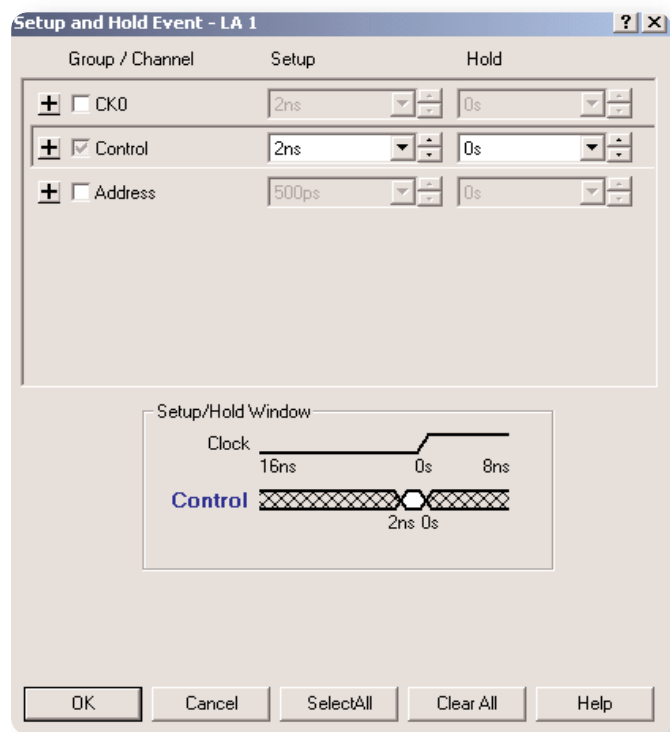 Setup and Hold Event - LA 1
Group / Channel Setup Hold
CK0 2ns 0s
Control 2ns 0s
Address 500ps 0s
Setup/Hold Window
Clock
16ns 0s 8ns
Control
2ns 0s
OK Cancel SelectAll Clear All Help